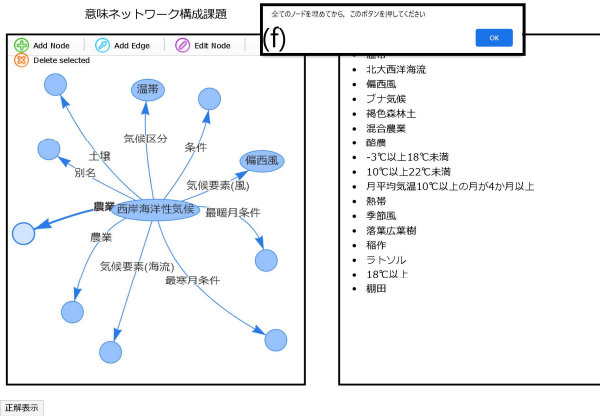 意味ネットワーク構成課題
全てのノードを埋めてから、このボタンを押してください
OK
(f)
Add Node
Add Edge
Edit Node
Delete selected
温帯
気候区分
条件
土壌
別名
偏西風
気候要素(風)
農業
西岸海洋性気候
最暖月条件
農業
気候要素(海流)
最寒月条件
温帯
北大西洋海流
偏西風
ブナ気候
褐色森林土
混合農業
酪農
-3℃以上18℃未満
10℃以上22℃未満
月平均気温10℃以上の月が4か月以上
熱帯
季節風
落葉広葉樹
稲作
ラトソル
18℃以上
棚田
正解表示